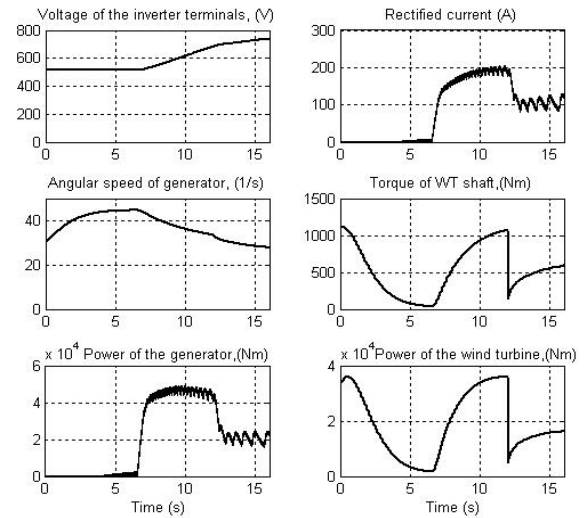 Voltage of the inverter terminals, (V)
800
600
400
200
0
0 5 10 15
Rectified current (A)
300
200
100
0
0 5 10 15
Angular speed of generator, (1/s)
40
20
0
0 5 10 15
Torque of WT shaft,(Nm)
1500
1000
500
0
0 5 10 15
x 10^4 Power of the generator,(Nm)
6
4
2
0
0 5 10 15
Time (s)
x 10^4 Power of the wind turbine,(Nm)
4
2
0
0 5 10 15
Time (s)